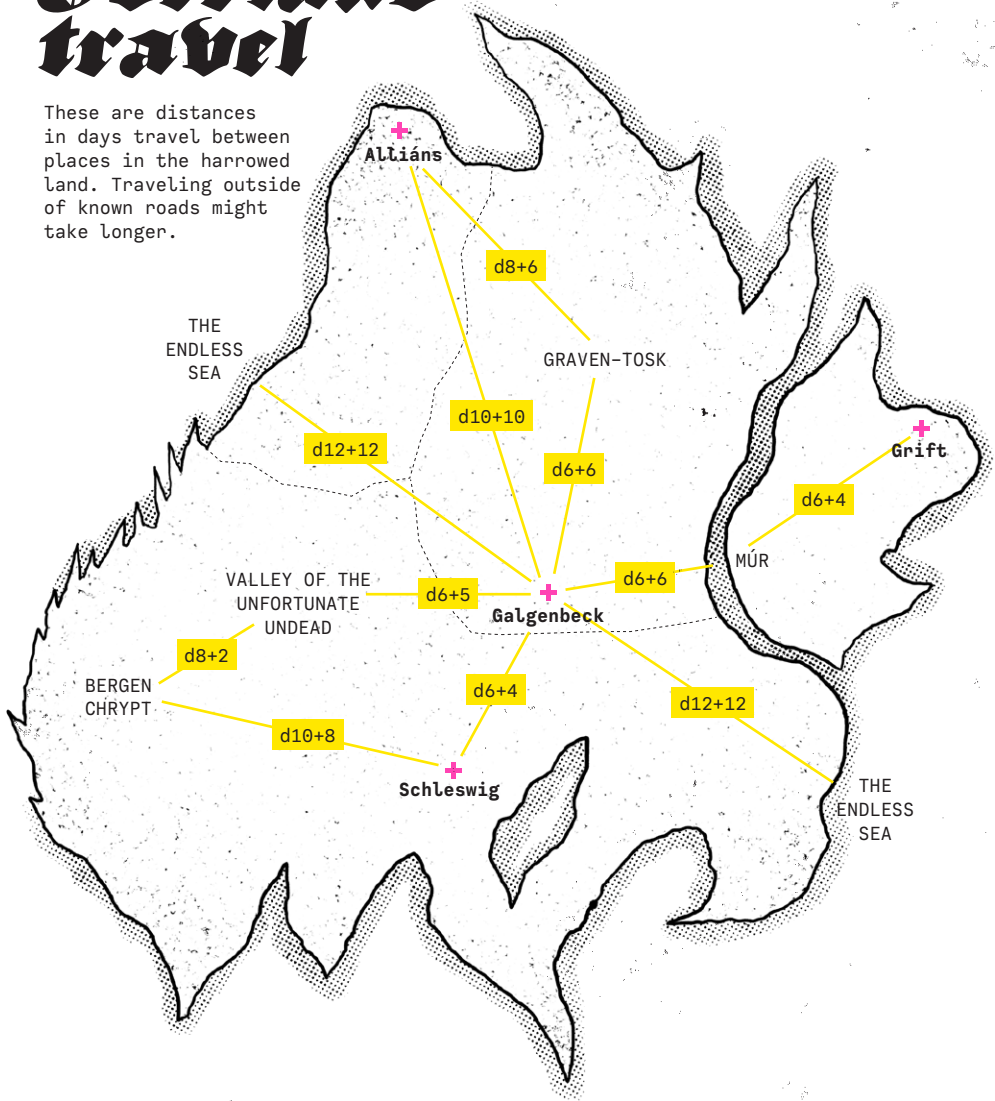 travel
These are distances
in days travel between
places in the harrowed
land. Traveling outside
of known roads might
take longer.
Alliáns
d8+6
THE
ENDLESS
SEA
GRAVEN-TOSK
d10+10
d12+12
Grift
d6+6
d6+4
MÚR
VALLEY OF THE
UNFORTUNATE
UNDEAD
d6+5
d6+6
Galgenbeck
d8+2
BERGEN
CHRYPT
d6+4
d12+12
d10+8
Schleswig
THE
ENDLESS
SEA